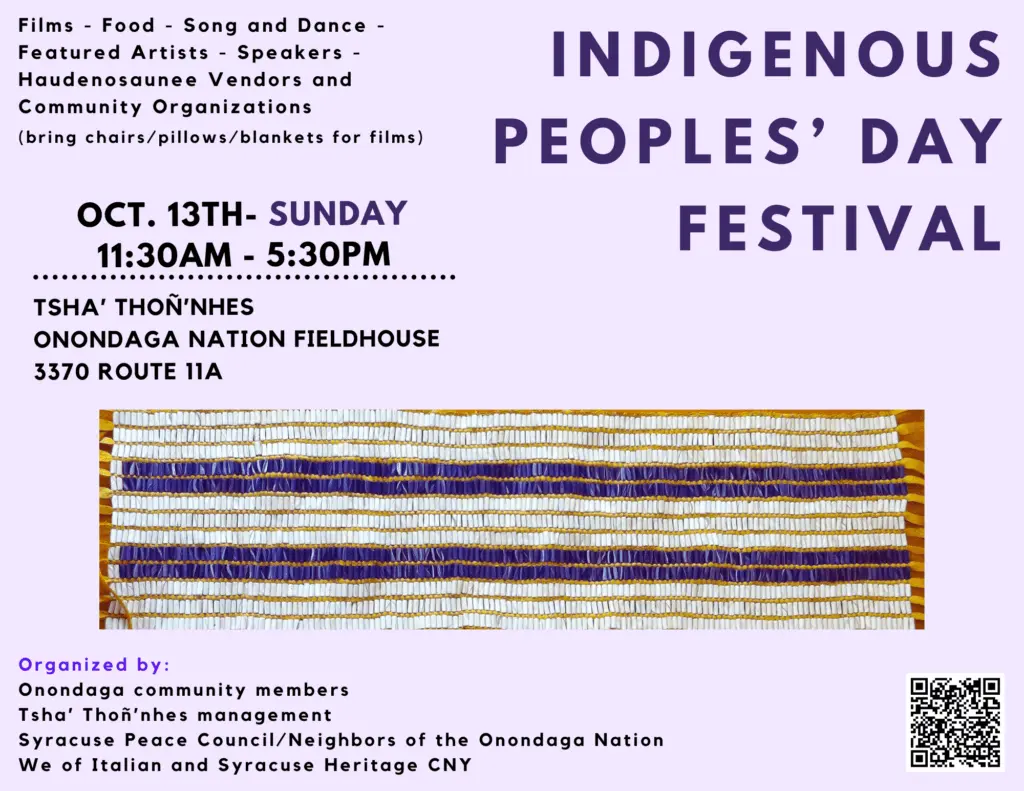 Films - Food - Song and Dance -
Featured Artists - Speakers -
Haudenosaunee Vendors and
Community Organizations
(bring chairs/pillows/blankets for films)
INDIGENOUS
PEOPLES’ DAY
FESTIVAL
OCT. 13TH- SUNDAY
11:30AM - 5:30PM
TSHA’ THOÑ’NHES
ONONDAGA NATION FIELDHOUSE
3370 ROUTE 11A
Organized by:
Onondaga community members
Tsha’ Thoñ’nhes management
Syracuse Peace Council/Neighbors of the Onondaga Nation
We of Italian and Syracuse Heritage CNY